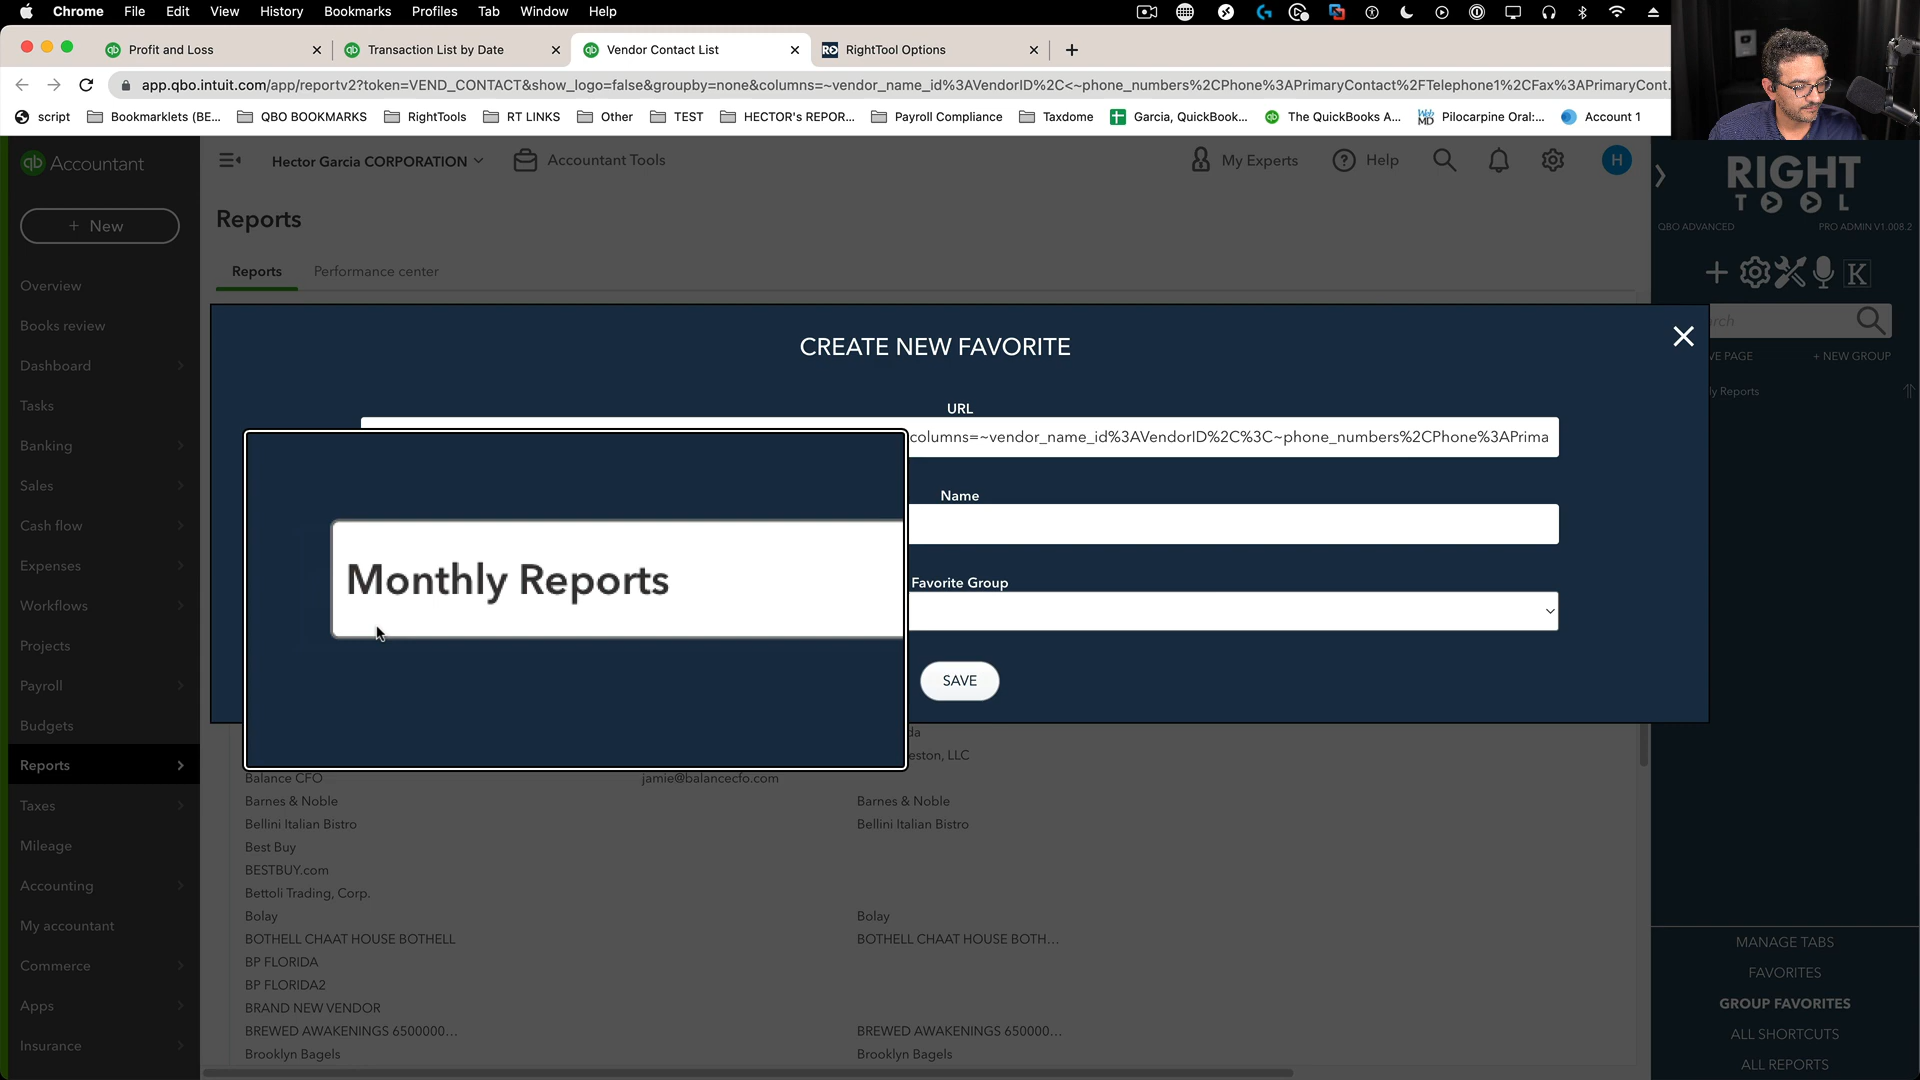 Chrome File Edit View History Bookmarks Profiles Tab Window Help
Profit and Loss
Transaction List by Date
Vendor Contact List
RightTool Options
app.qbo.intuit.com/app/reportv2?token=VEND_CONTACT&show_logo=false&groupby=none&columns=~vendor_name_id%3AVendorID%2C<~phone_numbers%2CPhone%3APrimaryContact%2FTelephone1%2CFax%3APrimaryCont...
script Bookmarklets (BE... QBO BOOKMARKS RightTools RT LINKS Other TEST HECTOR's REPOR... Payroll Compliance Taxdome Garcia, QuickBook... The QuickBooks A... Pilocarpine Oral:... Account 1
qb Accountant
Hector Garcia CORPORATION
Accountant Tools
My Experts
Help
H
RIGHT
TOOL
QBO ADVANCED
PRO ADMIN V1.008.2
+ New
Reports
Reports
Performance center
Overview
Books review
Dashboard
Tasks
Banking
Sales
Cash flow
Expenses
Workflows
Projects
Payroll
Budgets
Reports
Taxes
Mileage
Accounting
My accountant
Commerce
Apps
Insurance
CREATE NEW FAVORITE
URL
columns=~vendor_name_id%3AVendorID%2C%3C~phone_numbers%2CPhone%3APrima
Name
Favorite Group
Monthly Reports
SAVE
da
eston, LLC
Balance CFO jamie@balancecfo.com
Barnes & Noble Barnes & Noble
Bellini Italian Bistro Bellini Italian Bistro
Best Buy
BESTBUY.com
Bettoli Trading, Corp.
Bolay Bolay
BOTHELL CHAAT HOUSE BOTHELL BOTHELL CHAAT HOUSE BOTH...
BP FLORIDA
BP FLORIDA2
BRAND NEW VENDOR
BREWED AWAKENINGS 6500000... BREWED AWAKENINGS 650000...
Brooklyn Bagels Brooklyn Bagels
K
rch
VE PAGE
+ NEW GROUP
ly Reports
MANAGE TABS
FAVORITES
GROUP FAVORITES
ALL SHORTCUTS
ALL REPORTS